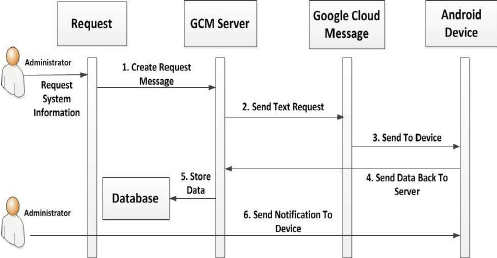 Request
GCM Server
Google Cloud
Message
Android
Device
Administrator
Request
System
Information
1. Create Request
Message
2. Send Text Request
3. Send To Device
4. Send Data Back To
Server
5. Store
Data
Database
Administrator
6. Send Notification To
Device